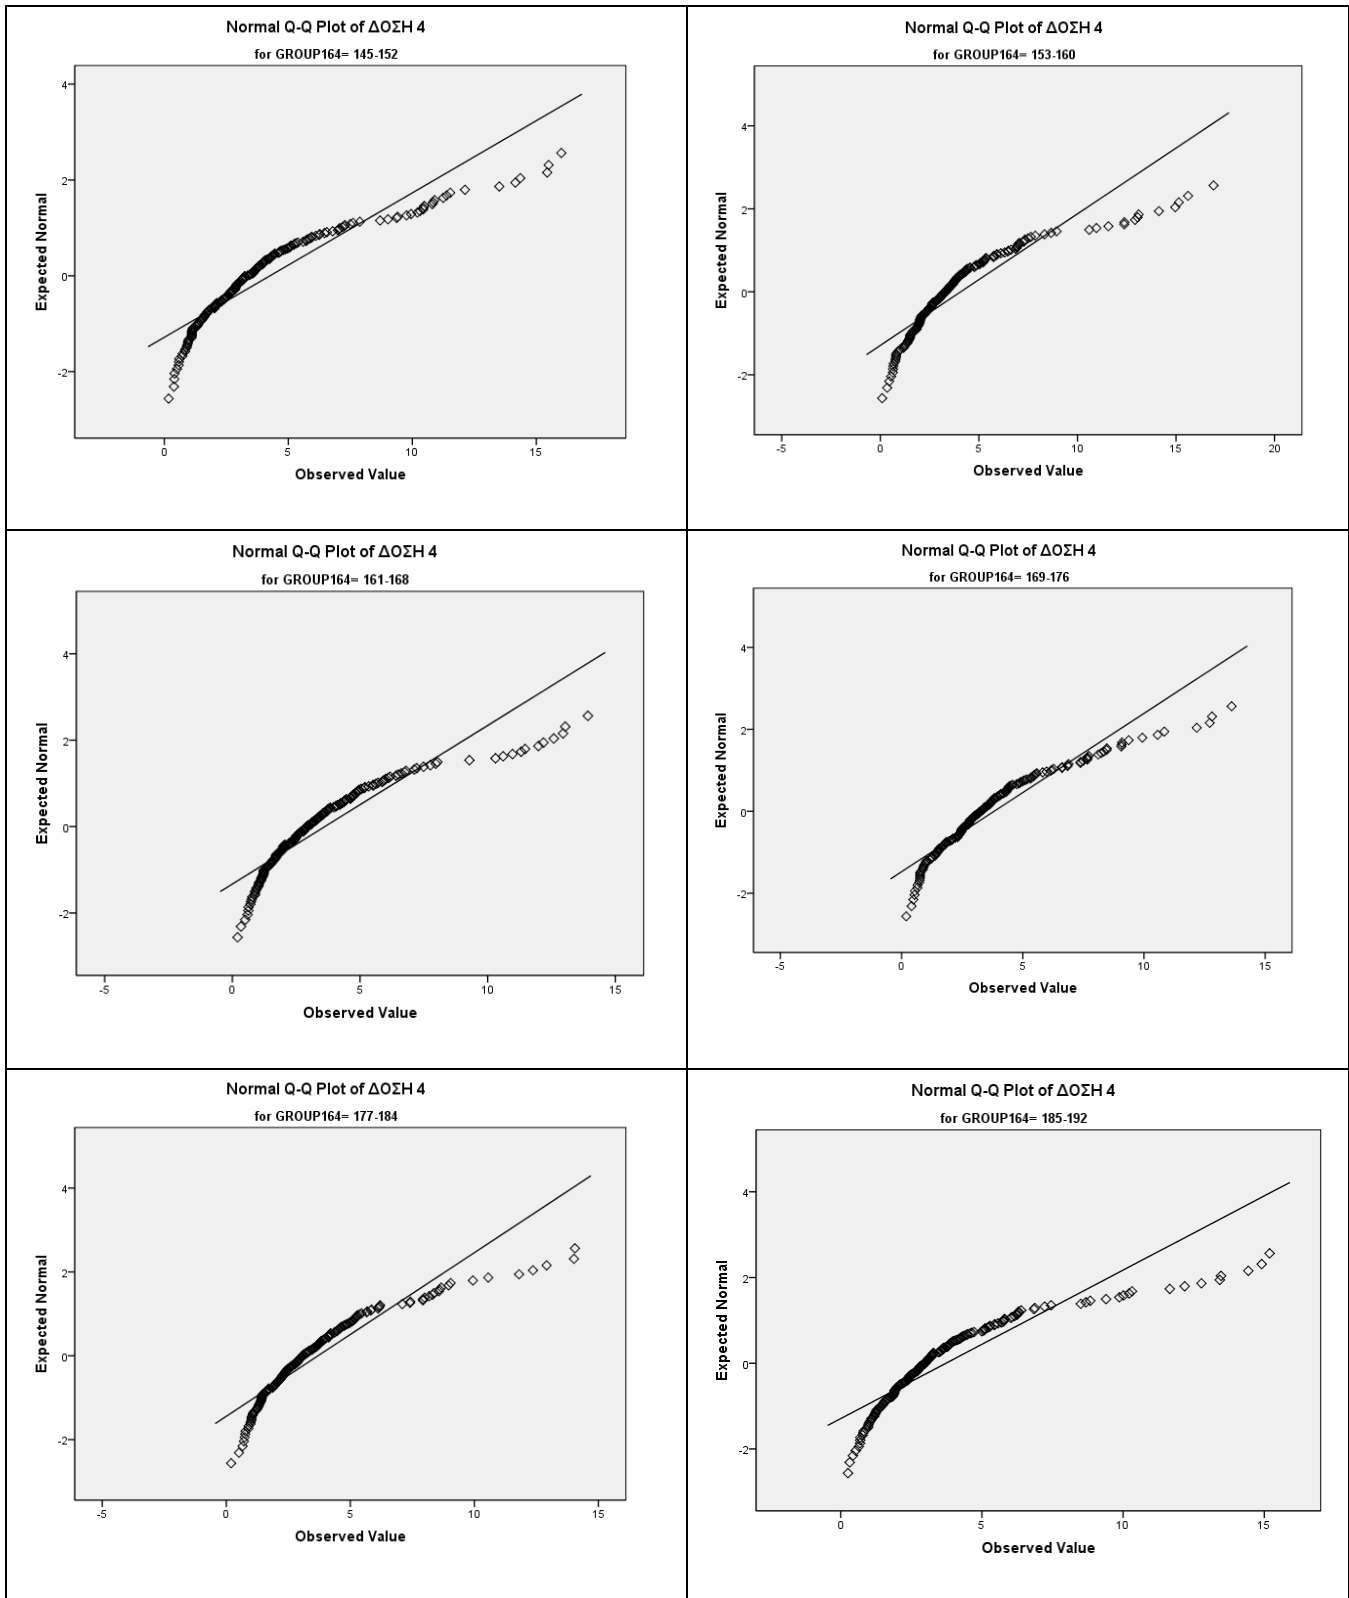 Normal Q-Q Plot of ΔΟΣΗ 4
for GROUP164= 145-152
4
2
0
-2
Expected Normal
0 5 10 15
Observed Value
Normal Q-Q Plot of ΔΟΣΗ 4
for GROUP164= 153-160
4
2
0
-2
Expected Normal
-5 0 5 10 15 20
Observed Value
Normal Q-Q Plot of ΔΟΣΗ 4
for GROUP164= 161-168
4
2
0
-2
Expected Normal
-5 0 5 10 15
Observed Value
Normal Q-Q Plot of ΔΟΣΗ 4
for GROUP164= 169-176
4
2
0
-2
Expected Normal
-5 0 5 10 15
Observed Value
Normal Q-Q Plot of ΔΟΣΗ 4
for GROUP164= 177-184
4
2
0
-2
Expected Normal
-5 0 5 10 15
Observed Value
Normal Q-Q Plot of ΔΟΣΗ 4
for GROUP164= 185-192
4
2
0
-2
Expected Normal
0 5 10 15
Observed Value